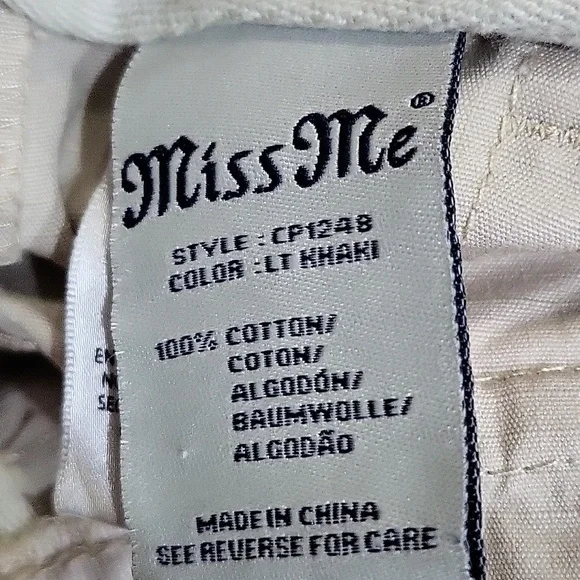 Miss Me®
STYLE : CP1248
COLOR : LT KHAKI
100% COTTON/
COTON/
ALGODÓN/
BAUMWOLLE/
ALGODÃO
MADE IN CHINA
SEE REVERSE FOR CARE